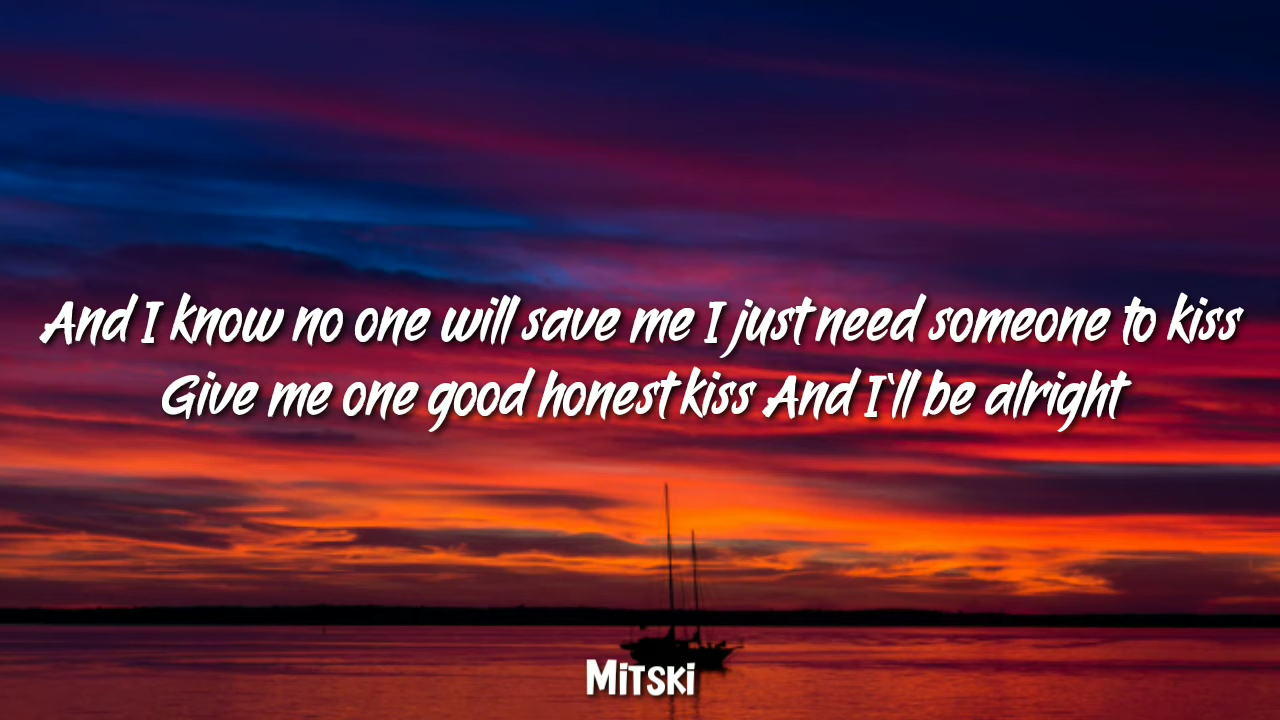 And I know no one will save me I just need someone to kiss
Give me one good honest kiss And I`ll be alright
Mitski